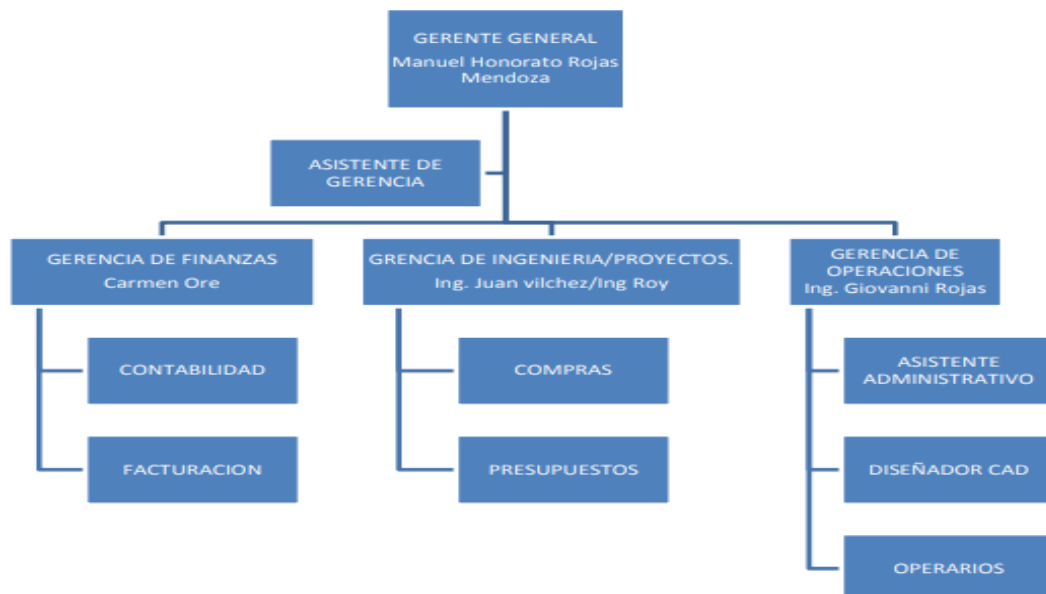 GERENTE GENERAL
Manuel Honorato Rojas
Mendoza
ASISTENTE DE
GERENCIA
GERENCIA DE FINANZAS
Carmen Ore
GRENCIA DE INGENIERIA/PROYECTOS.
Ing. Juan vilchez/Ing Roy
GERENCIA DE
OPERACIONES
Ing. Giovanni Rojas
CONTABILIDAD
COMPRAS
ASISTENTE
ADMINISTRATIVO
FACTURACION
PRESUPUESTOS
DISEÑADOR CAD
OPERARIOS